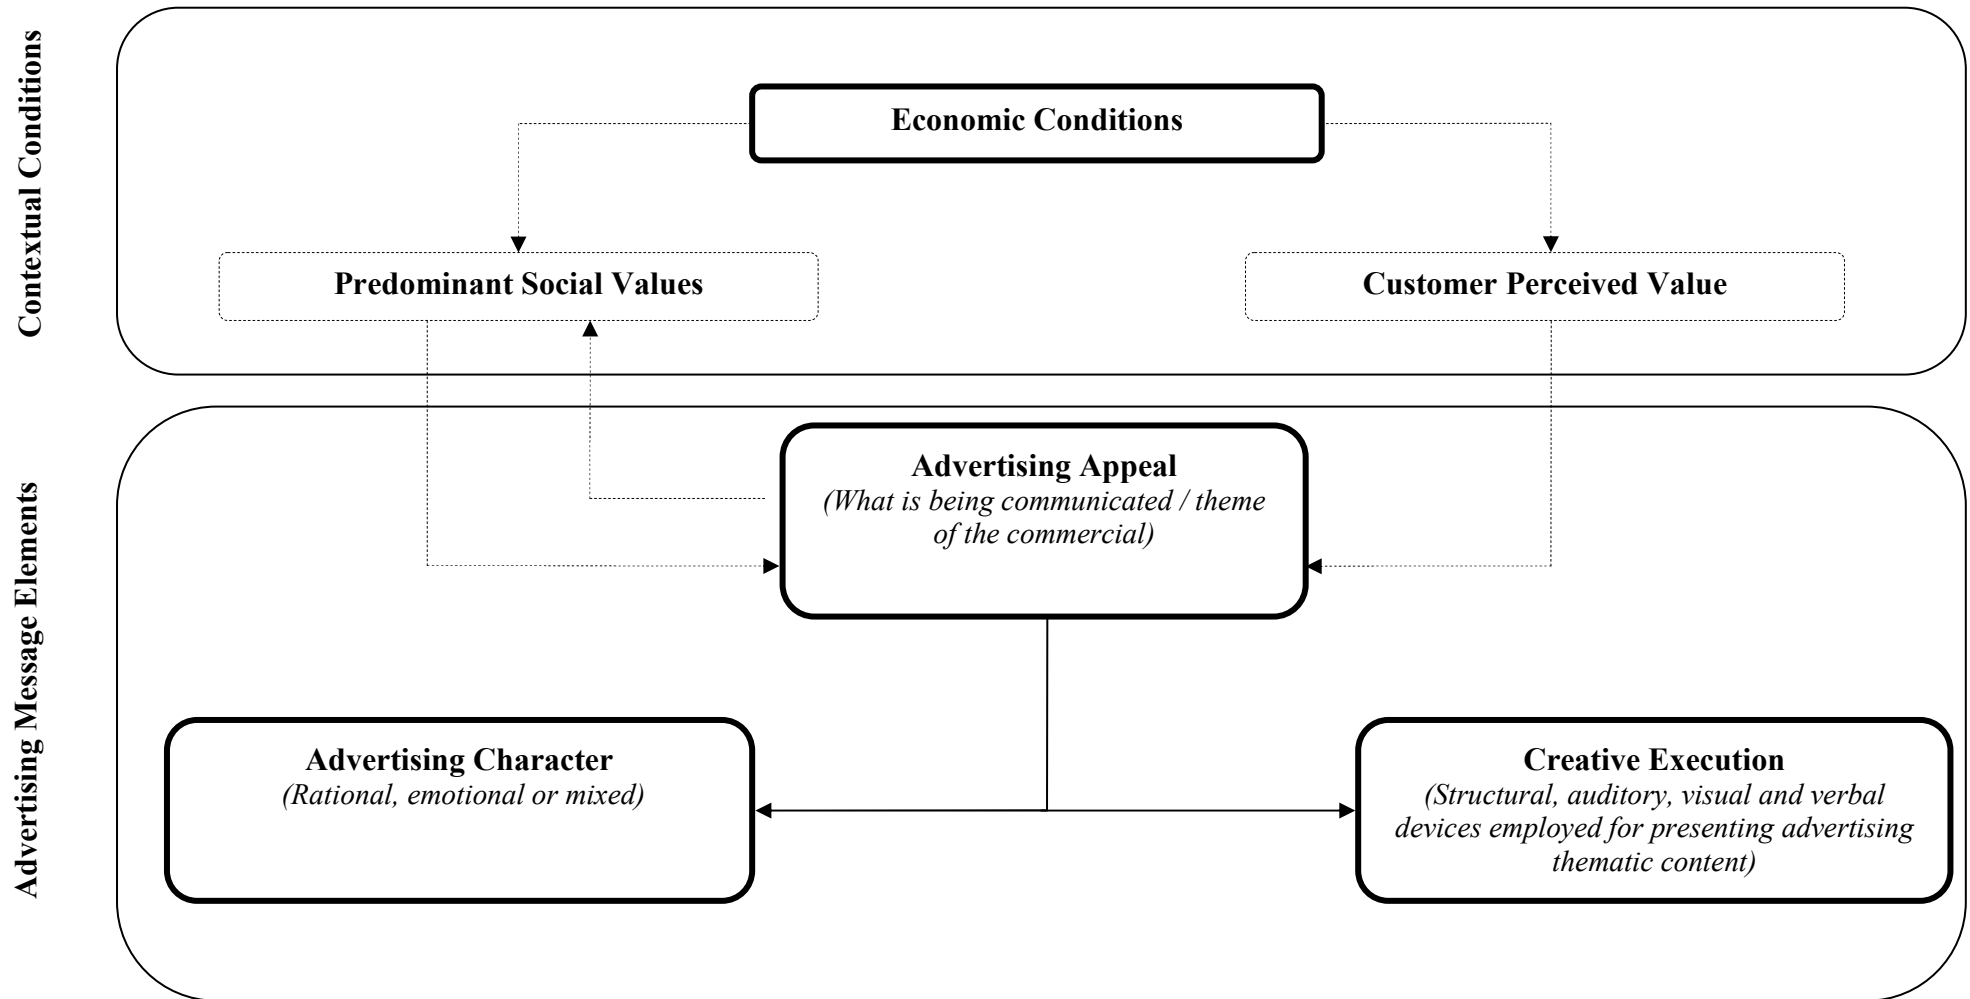 Contextual Conditions
Economic Conditions
Predominant Social Values
Customer Perceived Value
Advertising Message Elements
Advertising Appeal
(What is being communicated / theme
of the commercial)
Advertising Character
(Rational, emotional or mixed)
Creative Execution
(Structural, auditory, visual and verbal
devices employed for presenting advertising
thematic content)